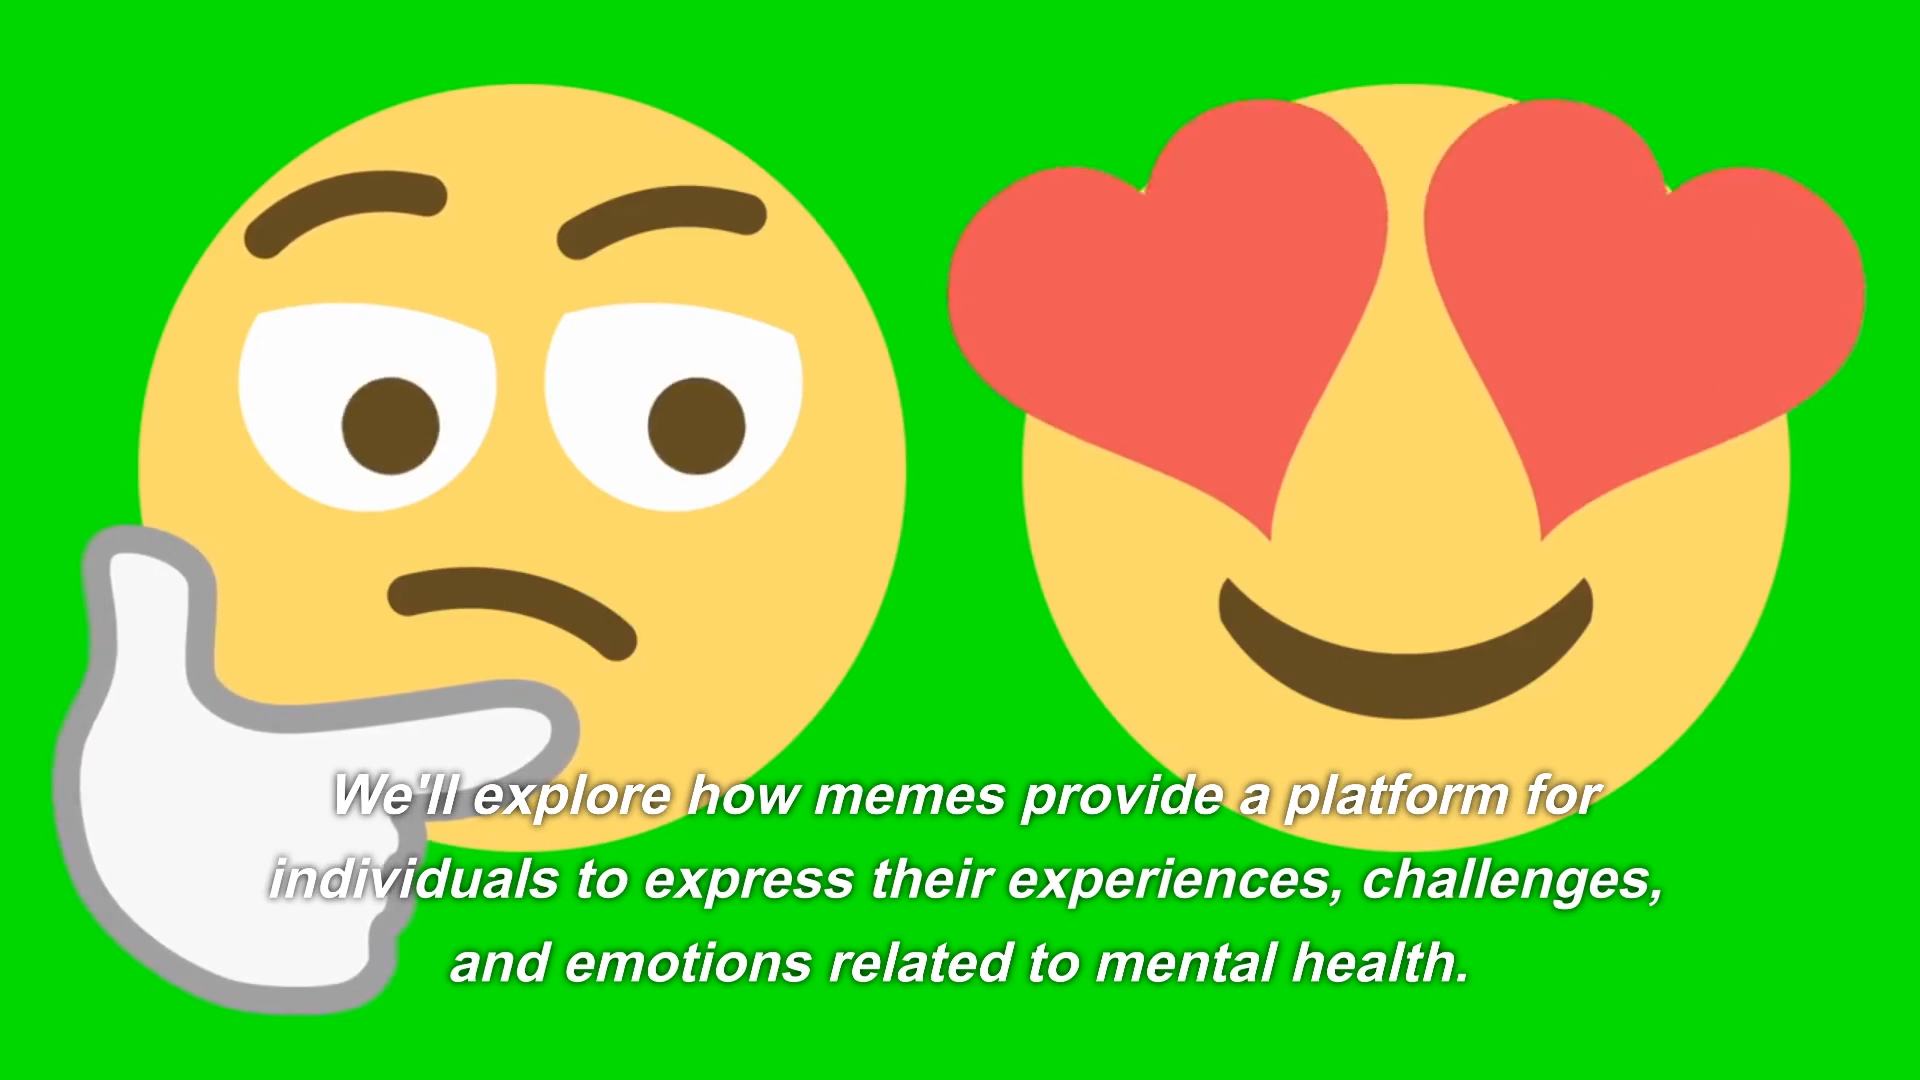 We'll explore how memes provide a platform for
individuals to express their experiences, challenges,
and emotions related to mental health.